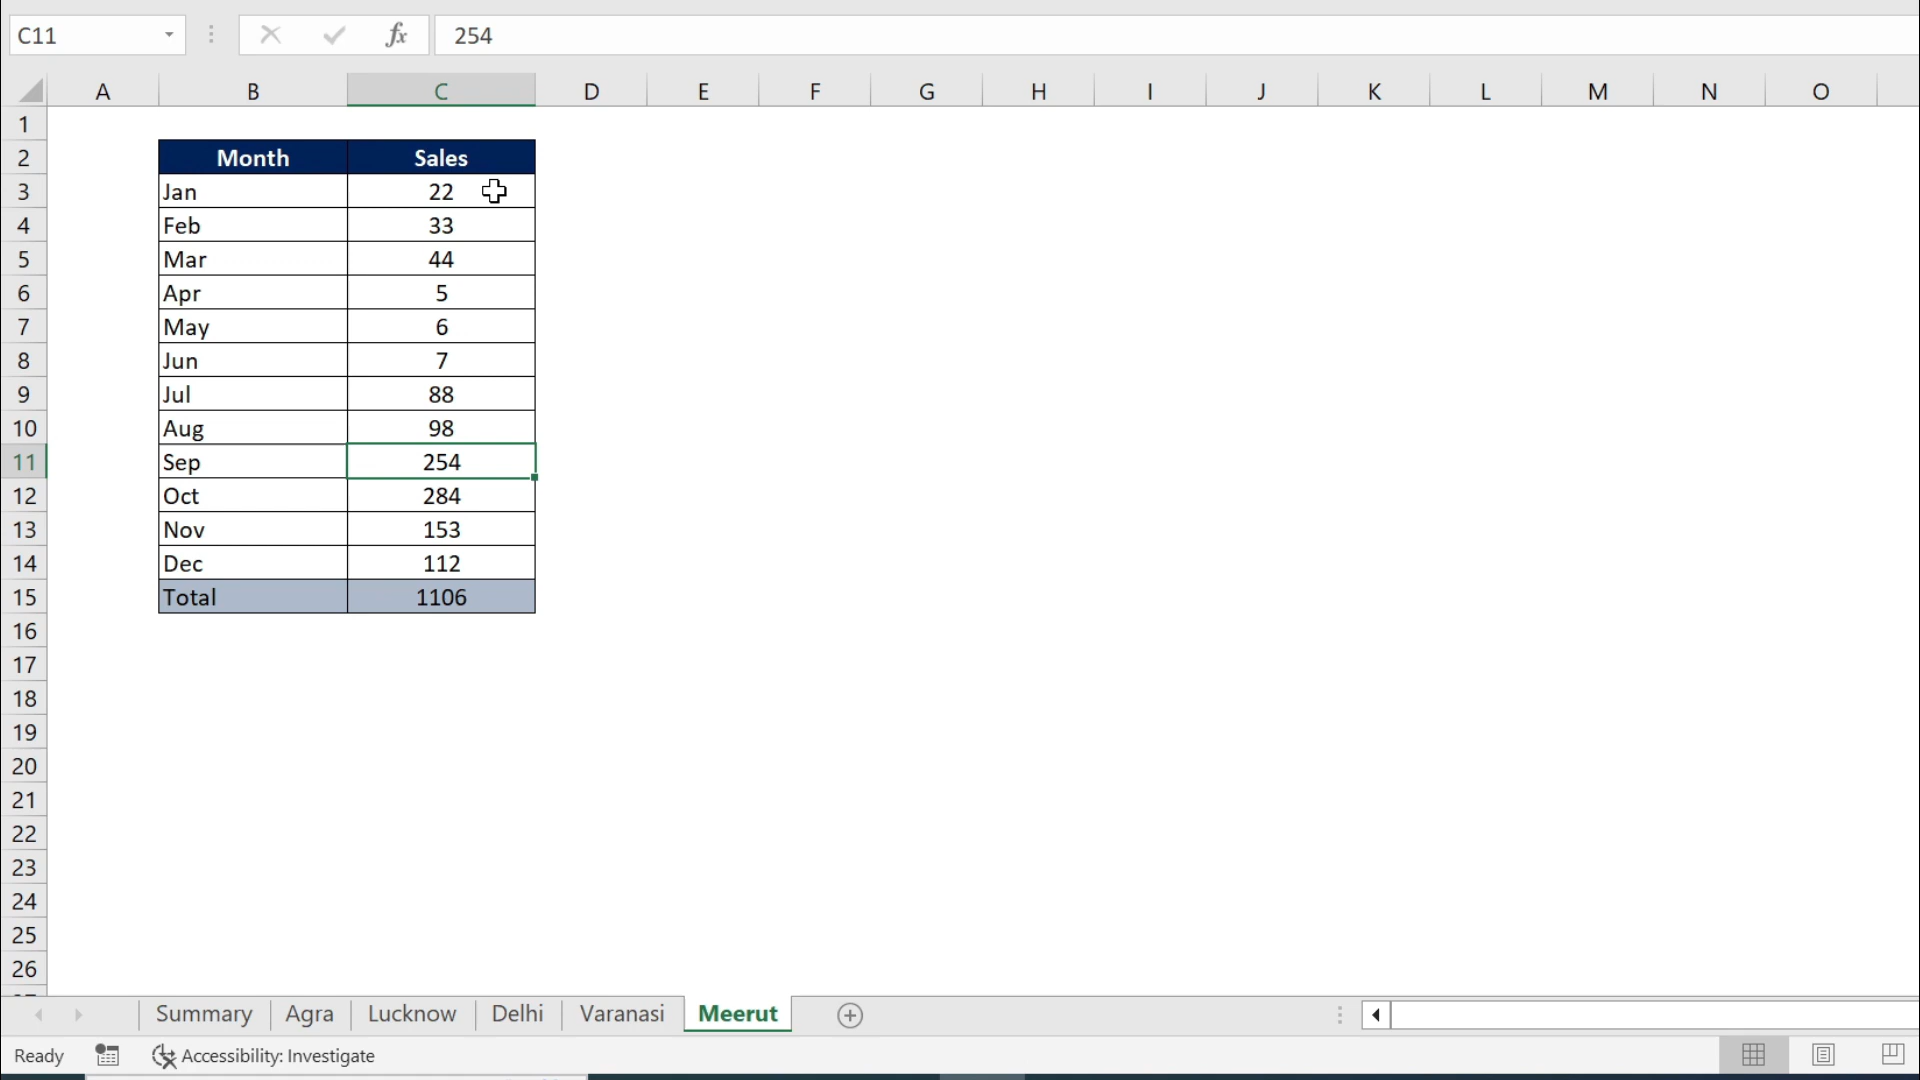 C11 fx 254
A B C D E F G H I J K L M N O
1
2 Month Sales
3 Jan 22
4 Feb 33
5 Mar 44
6 Apr 5
7 May 6
8 Jun 7
9 Jul 88
10 Aug 98
11 Sep 254
12 Oct 284
13 Nov 153
14 Dec 112
15 Total 1106
16
17
18
19
20
21
22
23
24
25
26
Summary Agra Lucknow Delhi Varanasi Meerut
Ready Accessibility: Investigate